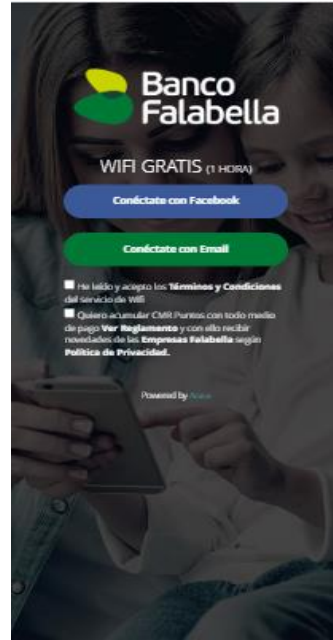 Banco
Falabella
WIFI GRATIS (1 HORA)
Conéctate con Facebook
Conéctate con Email
He leído y acepto los Términos y Condiciones
del servicio de Wifi
Quiero acumular CMR Puntos con todo medio
de pago Ver Reglamento y con ello recibir
novedades de las Empresas Falabella según
Política de Privacidad.
Powered by